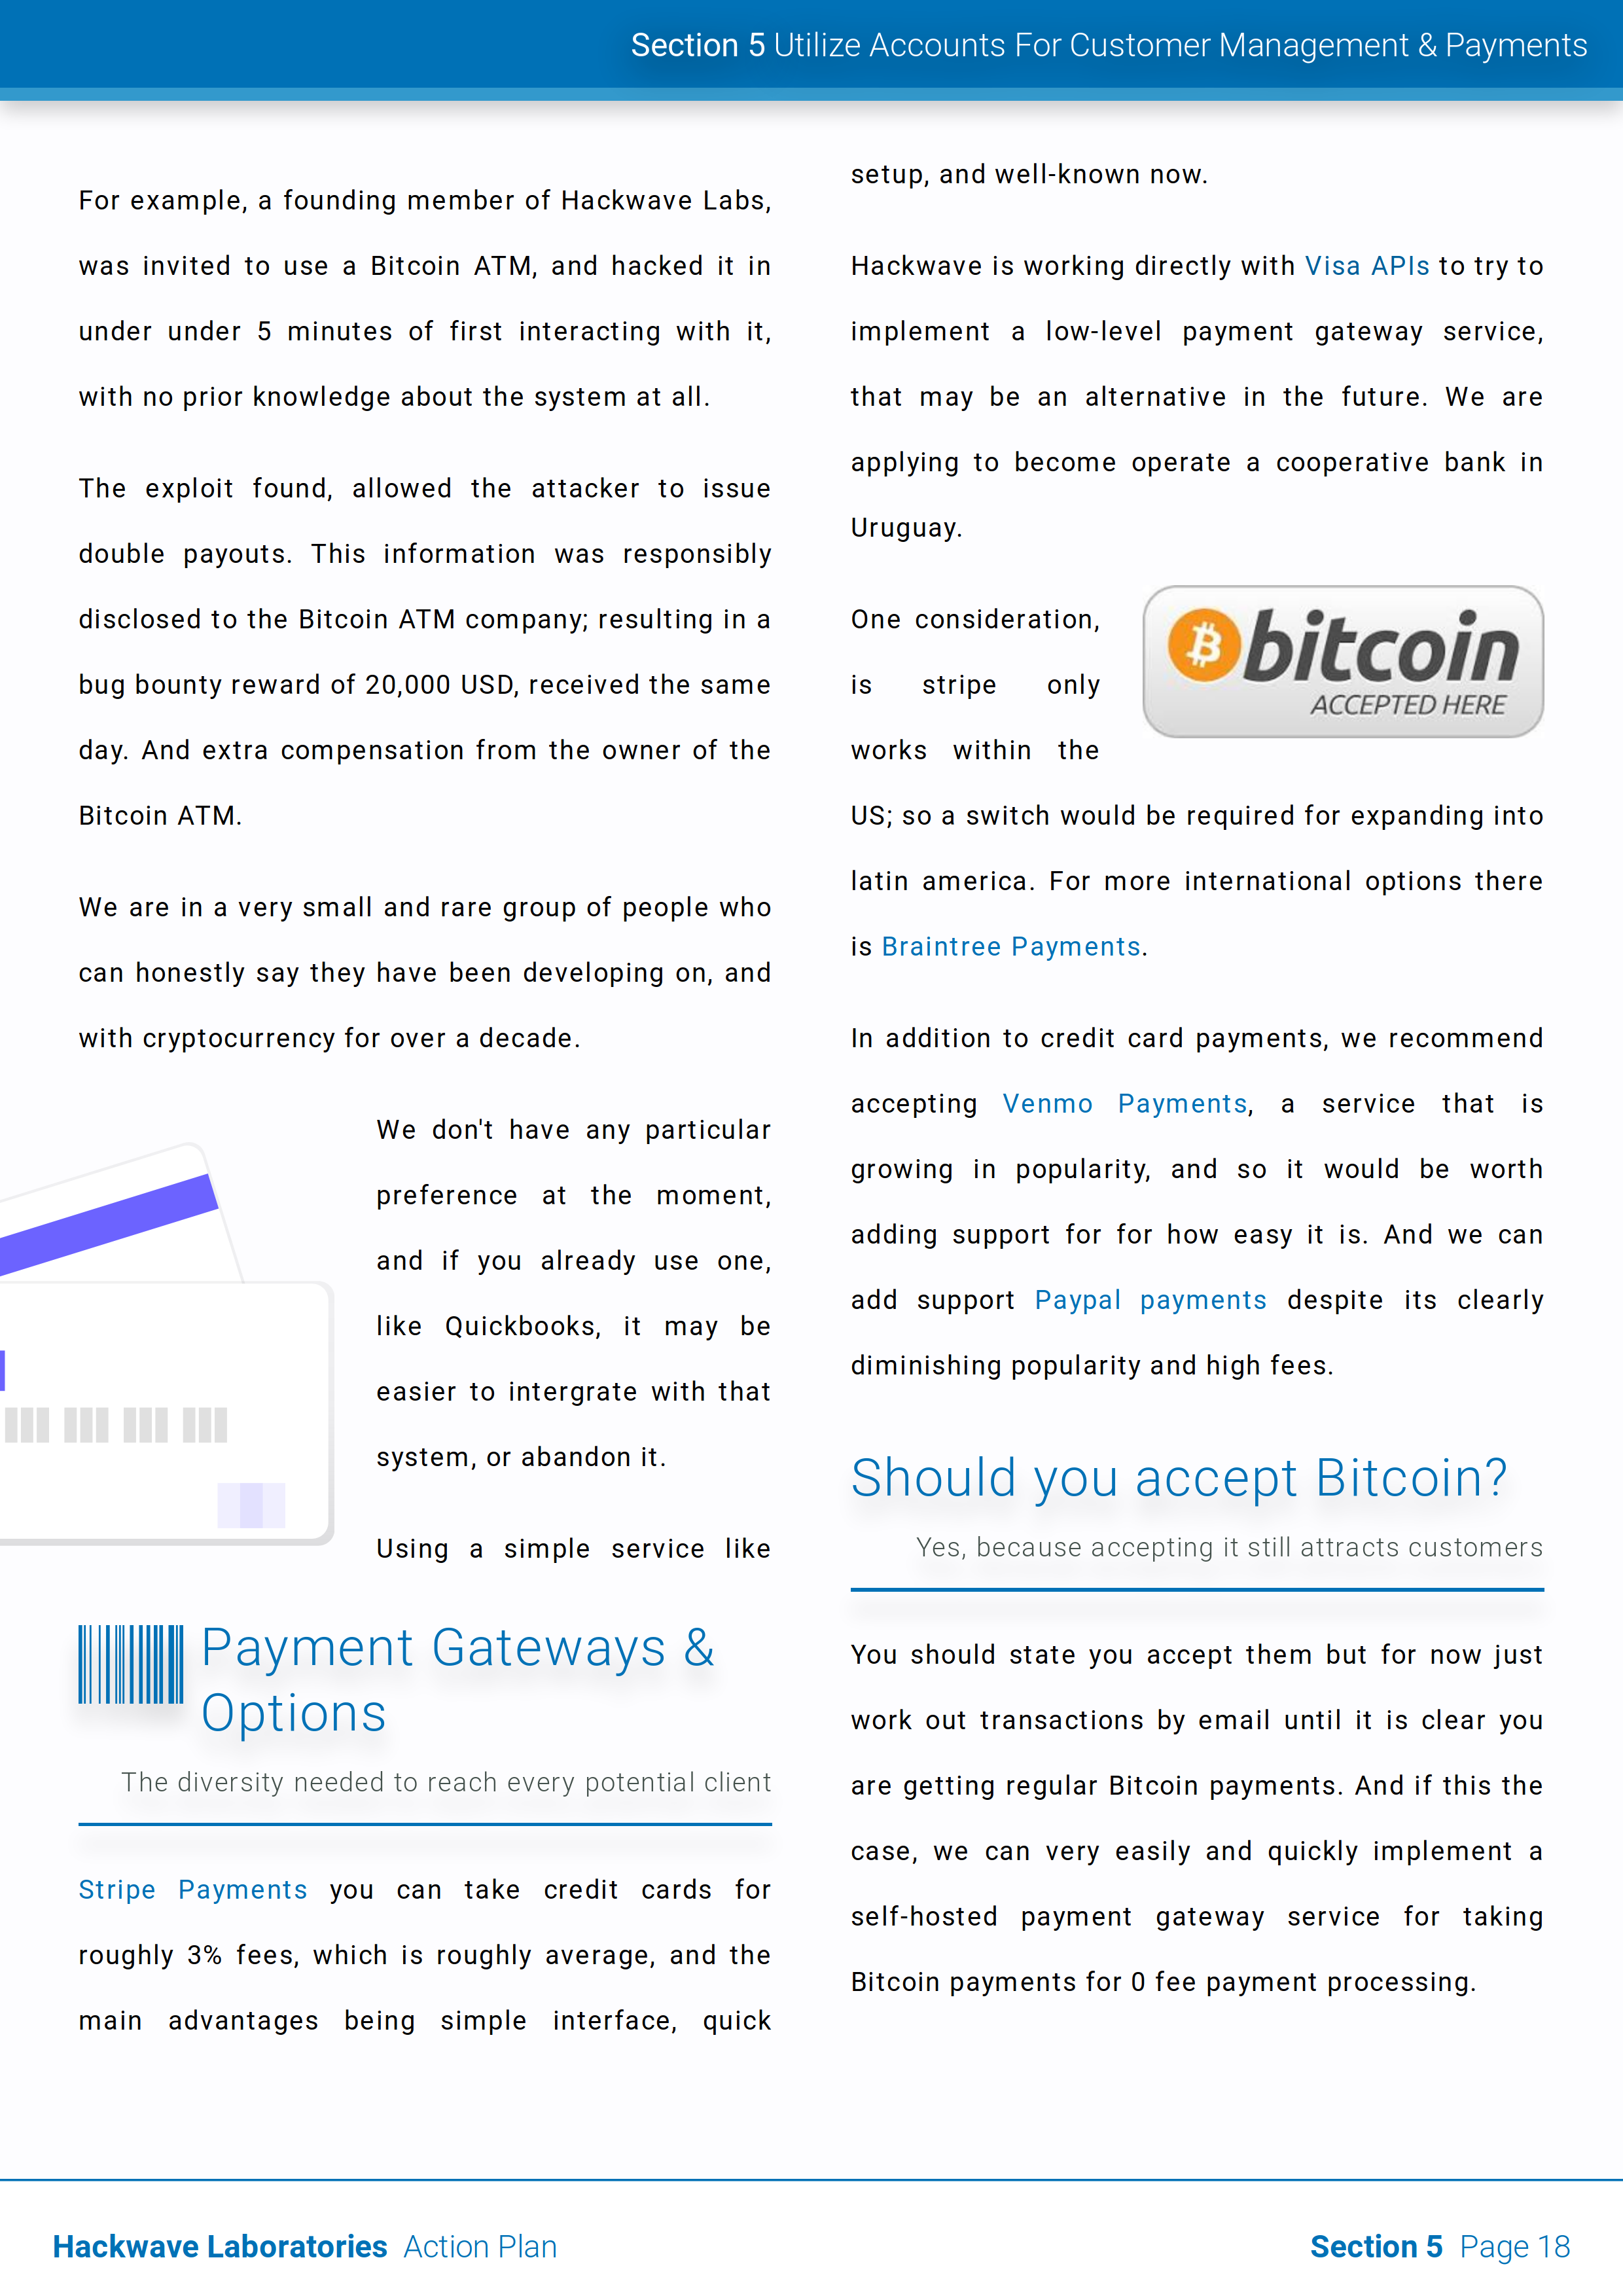 Section 5 Utilize Accounts For Customer Management & Payments
For example, a founding member of Hackwave Labs,
was invited to use a Bitcoin ATM, and hacked it in
under under 5 minutes of first interacting with it,
with no prior knowledge about the system at all.
The exploit found, allowed the attacker to issue
double payouts. This information was responsibly
disclosed to the Bitcoin ATM company; resulting in a
bug bounty reward of 20,000 USD, received the same
day. And extra compensation from the owner of the
Bitcoin ATM.
We are in a very small and rare group of people who
can honestly say they have been developing on, and
with cryptocurrency for over a decade.
We don't have any particular
preference at the moment,
and if you already use one,
like Quickbooks, it may be
easier to intergrate with that
system, or abandon it.
Using a simple service like
Payment Gateways &
Options
The diversity needed to reach every potential client
Stripe Payments you can take credit cards for
roughly 3% fees, which is roughly average, and the
main advantages being simple interface, quick
setup, and well-known now.
Hackwave is working directly with Visa APIs to try to
implement a low-level payment gateway service,
that may be an alternative in the future. We are
applying to become operate a cooperative bank in
Uruguay.
One consideration,
is stripe only
works within the
bitcoin
ACCEPTED HERE
US; so a switch would be required for expanding into
latin america. For more international options there
is Braintree Payments.
In addition to credit card payments, we recommend
accepting Venmo Payments, a service that is
growing in popularity, and so it would be worth
adding support for for how easy it is. And we can
add support Paypal payments despite its clearly
diminishing popularity and high fees.
Should you accept Bitcoin?
Yes, because accepting it still attracts customers
You should state you accept them but for now just
work out transactions by email until it is clear you
are getting regular Bitcoin payments. And if this the
case, we can very easily and quickly implement a
self-hosted payment gateway service for taking
Bitcoin payments for 0 fee payment processing.
Hackwave Laboratories Action Plan
Section 5 Page 18